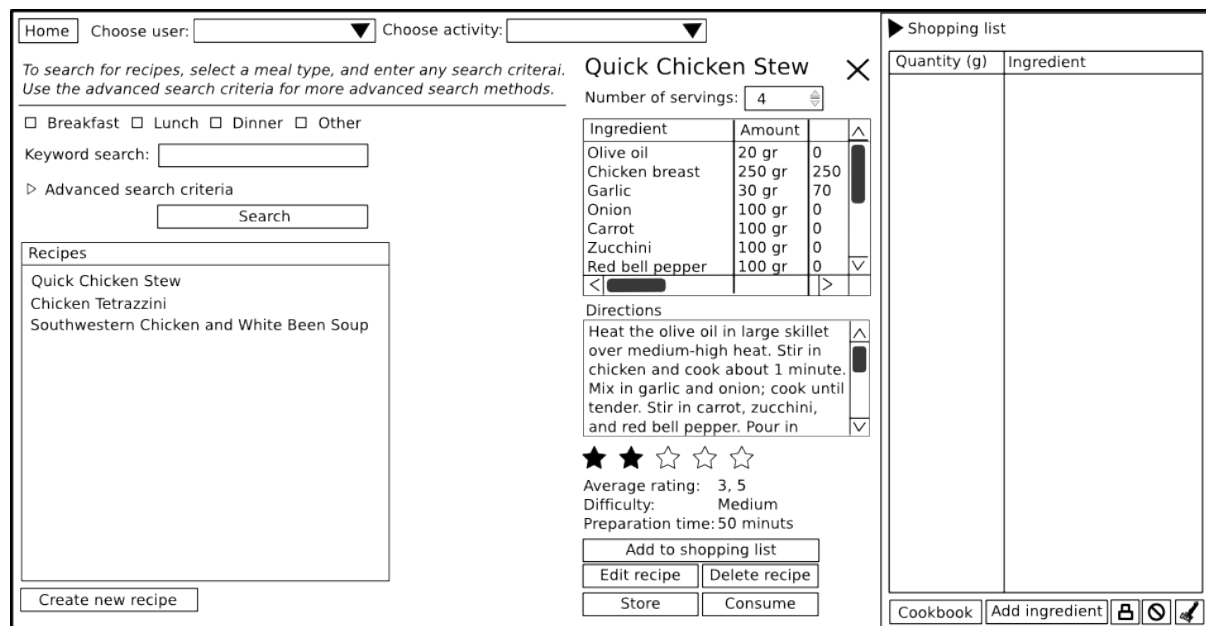 Home Choose user: Choose activity:
To search for recipes, select a meal type, and enter any search criterai.
Use the advanced search criteria for more advanced search methods.
Breakfast Lunch Dinner Other
Keyword search:
Advanced search criteria
Search
Recipes
Quick Chicken Stew
Chicken Tetrazzini
Southwestern Chicken and White Been Soup
Create new recipe
Quick Chicken Stew
Number of servings: 4
Ingredient Amount
Olive oil 20 gr 0
Chicken breast 250 gr 250
Garlic 30 gr 70
Onion 100 gr 0
Carrot 100 gr 0
Zucchini 100 gr 0
Red bell pepper 100 gr 0
Directions
Heat the olive oil in large skillet
over medium-high heat. Stir in
chicken and cook about 1 minute.
Mix in garlic and onion; cook until
tender. Stir in carrot, zucchini,
and red bell pepper. Pour in
Average rating: 3, 5
Difficulty: Medium
Preparation time: 50 minuts
Add to shopping list
Edit recipe Delete recipe
Store Consume
Shopping list
Quantity (g) Ingredient
Cookbook Add ingredient